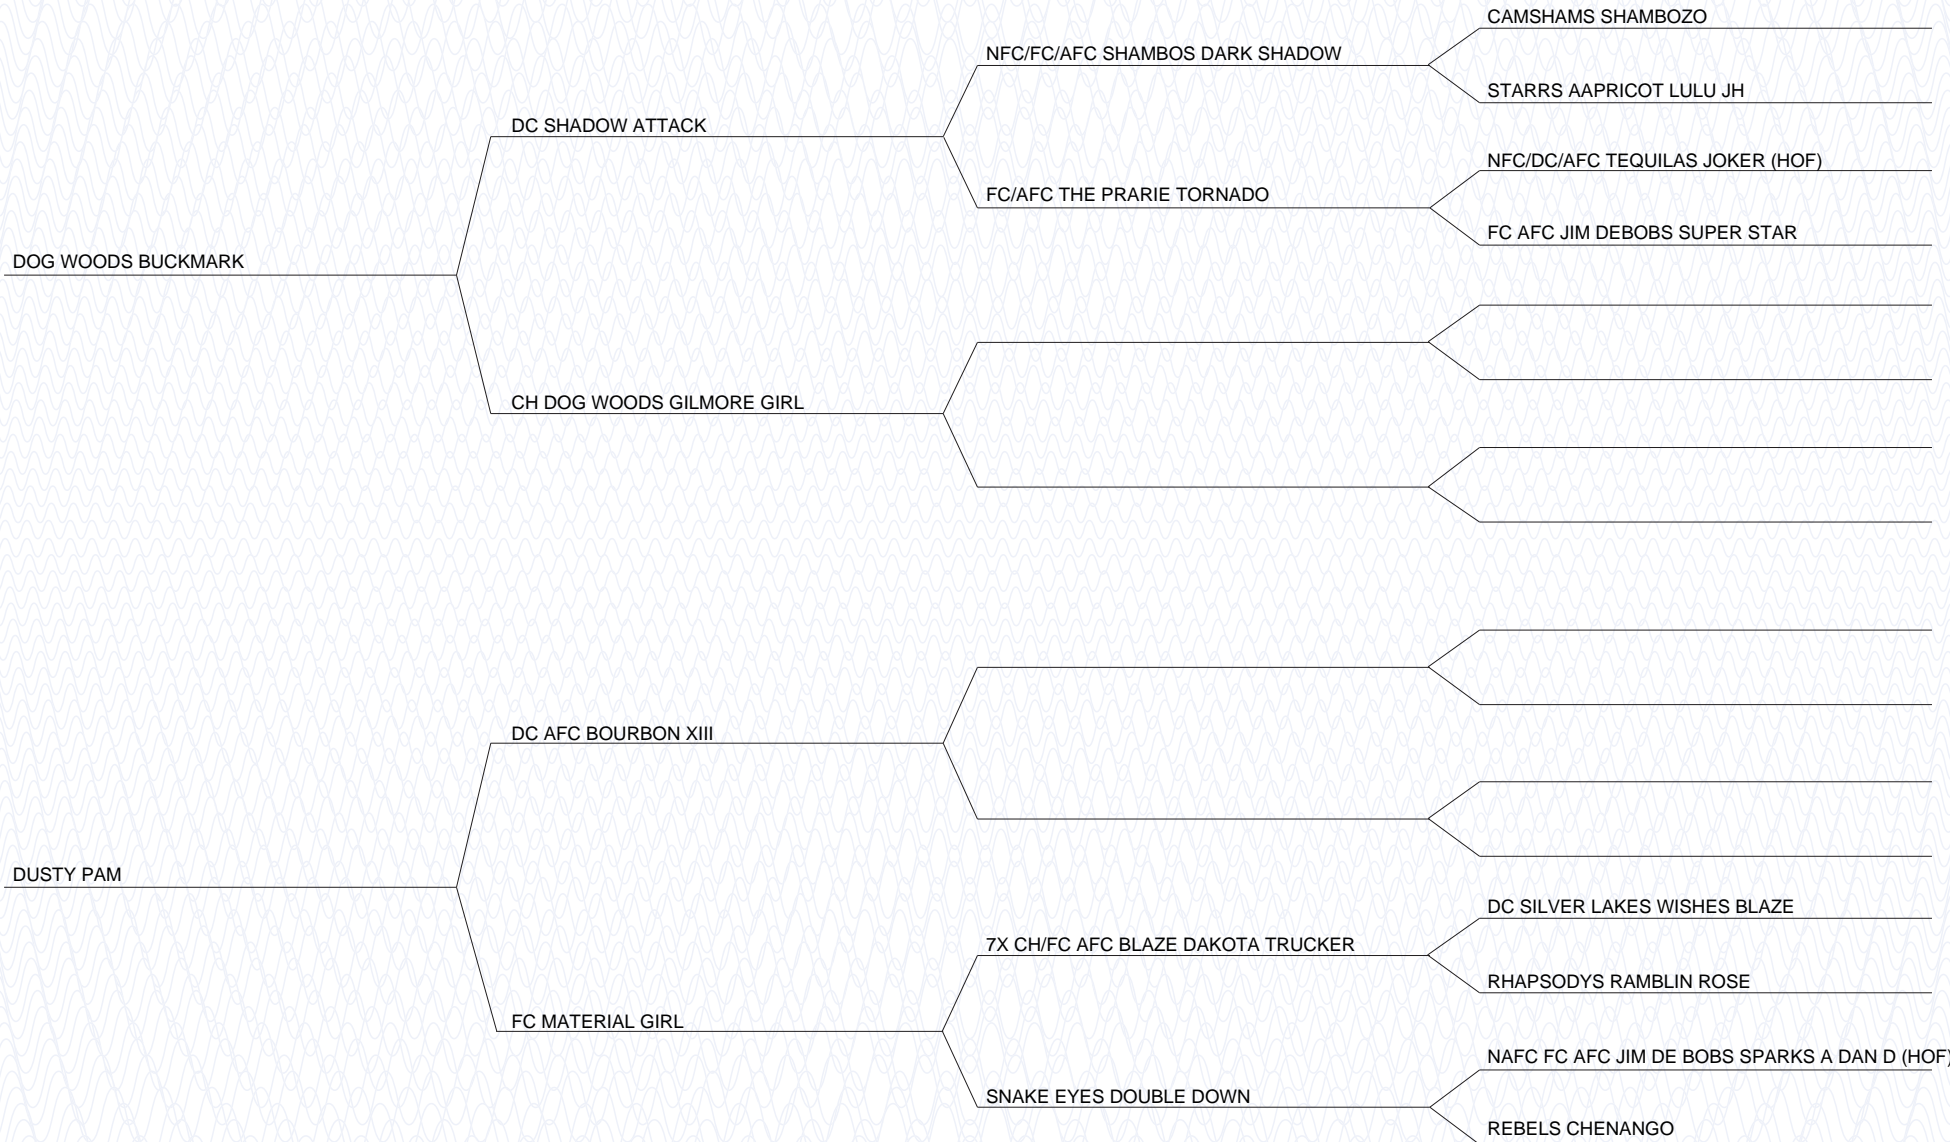 CAMSHAMS SHAMBOZO
NFC/FC/AFC SHAMBOS DARK SHADOW
STARRS AAPRICOT LULU JH
DC SHADOW ATTACK
NFC/DC/AFC TEQUILAS JOKER (HOF)
FC/AFC THE PRARIE TORNADO
FC AFC JIM DEBOBS SUPER STAR
DOG WOODS BUCKMARK
CH DOG WOODS GILMORE GIRL
DC AFC BOURBON XIII
DUSTY PAM
DC SILVER LAKES WISHES BLAZE
7X CH/FC AFC BLAZE DAKOTA TRUCKER
RHAPSODYS RAMBLIN ROSE
FC MATERIAL GIRL
NAFC FC AFC JIM DE BOBS SPARKS A DAN D (HOF)
SNAKE EYES DOUBLE DOWN
REBELS CHENANGO